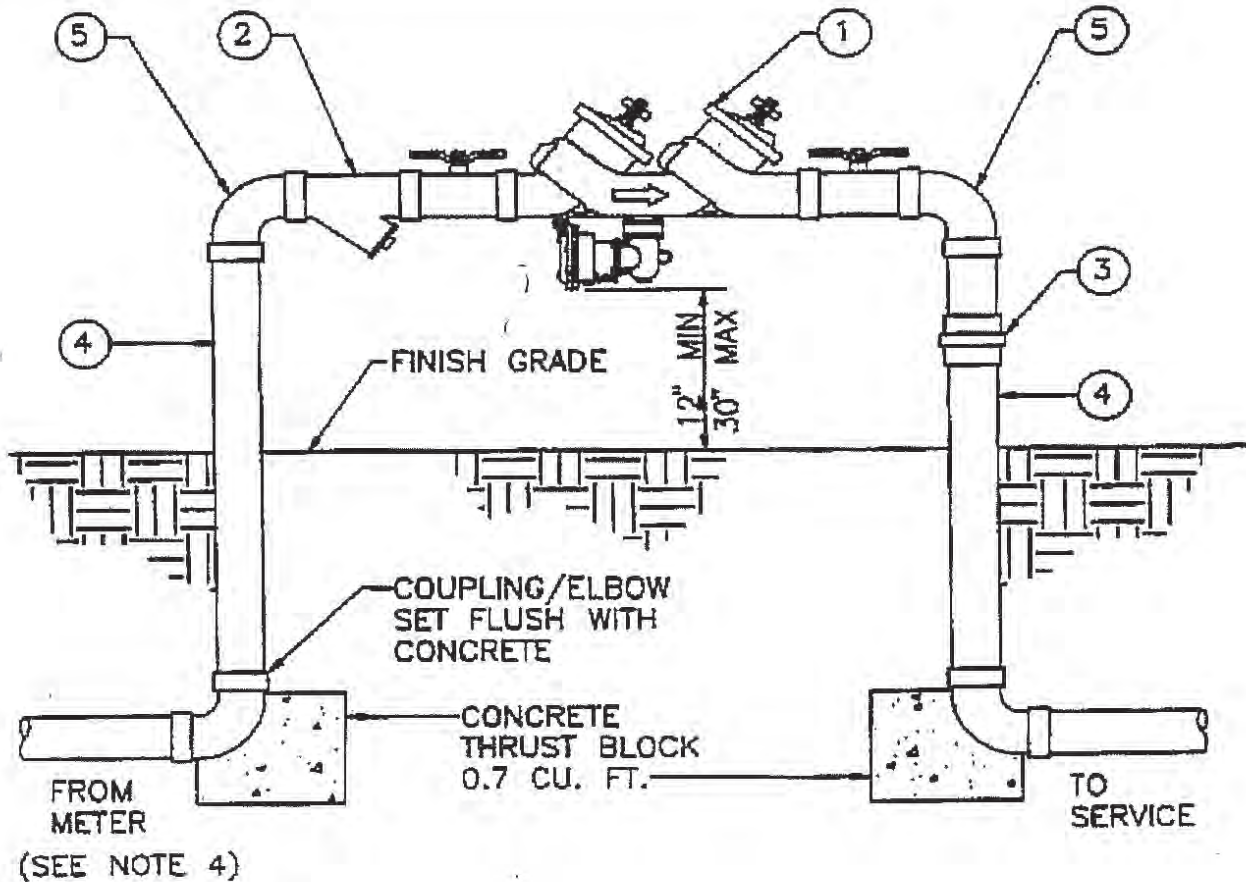 5
2
1
5
3
4
FINISH GRADE
12" MIN
30" MAX
4
COUPLING/ELBOW
SET FLUSH WITH
CONCRETE
CONCRETE
THRUST BLOCK
0.7 CU. FT.
FROM
METER
(SEE NOTE 4)
TO
SERVICE